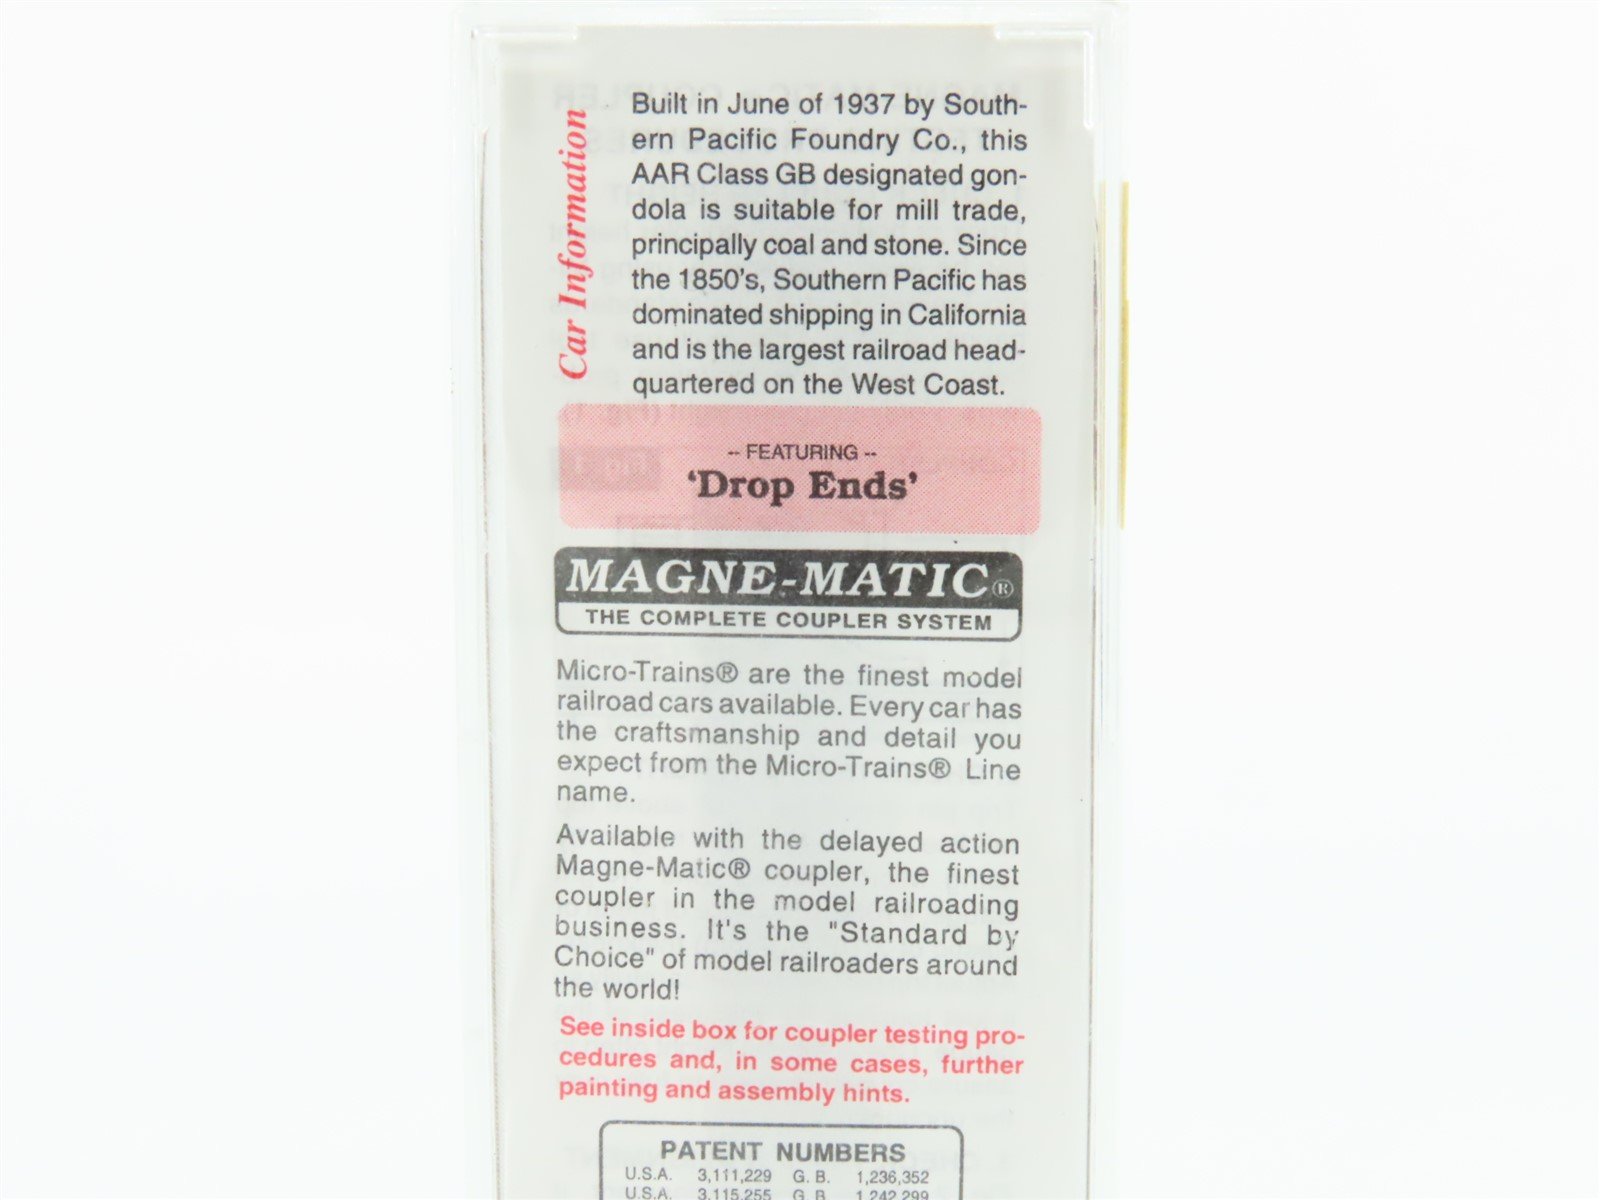 Car Information
Built in June of 1937 by South-
ern Pacific Foundry Co., this
AAR Class GB designated gon-
dola is suitable for mill trade,
principally coal and stone. Since
the 1850's, Southern Pacific has
dominated shipping in California
and is the largest railroad head-
quartered on the West Coast.
-- FEATURING --
'Drop Ends'
MAGNE-MATIC®
THE COMPLETE COUPLER SYSTEM
Micro-Trains® are the finest model
railroad cars available. Every car has
the craftsmanship and detail you
expect from the Micro-Trains® Line
name.
Available with the delayed action
Magne-Matic® coupler, the finest
coupler in the model railroading
business. It's the "Standard by
Choice" of model railroaders around
the world!
See inside box for coupler testing pro-
cedures and, in some cases, further
painting and assembly hints.
PATENT NUMBERS
U.S.A. 3,111,229 G. B. 1,236,352
U.S.A. 3,115,255 G. B. 1,242,299